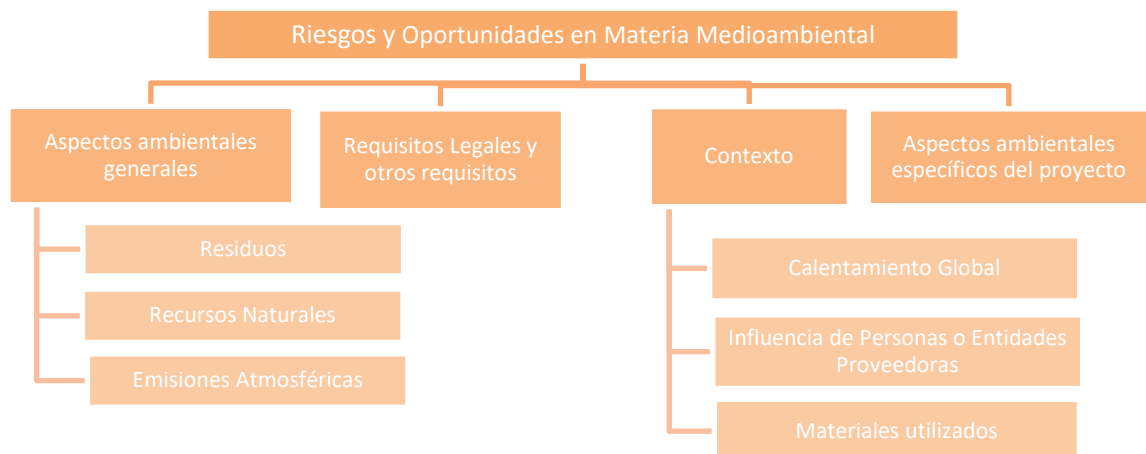 Riesgos y Oportunidades en Materia Medioambiental
Aspectos ambientales
generales
Requisitos Legales y
otros requisitos
Contexto
Aspectos ambientales
específicos del proyecto
Residuos
Recursos Naturales
Emisiones Atmosféricas
Calentamiento Global
Influencia de Personas o Entidades
Proveedoras
Materiales utilizados